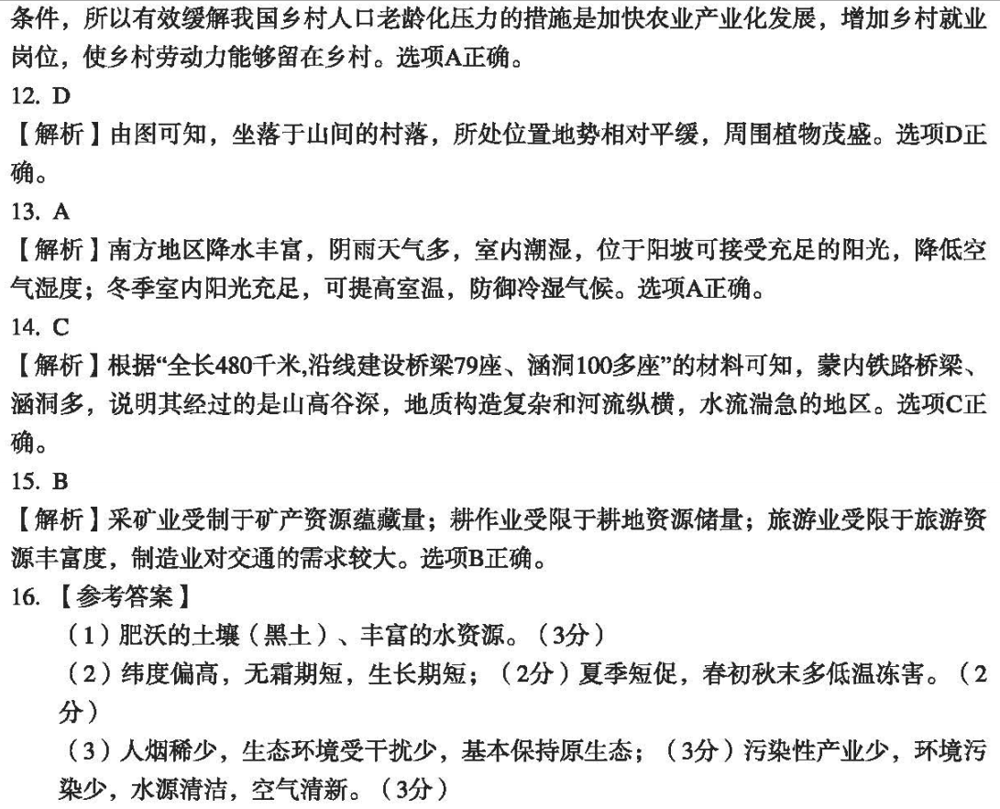 条件，所以有效缓解我国乡村人口老龄化压力的措施是加快农业产业化发展，增加乡村就业
岗位，使乡村劳动力能够留在乡村。选项A正确。
12. D
【解析】由图可知，坐落于山间的村落，所处位置地势相对平缓，周围植物茂盛。选项D正
确。
13. A
【解析】南方地区降水丰富，阴雨天气多，室内潮湿，位于阳坡可接受充足的阳光，降低空
气湿度；冬季室内阳光充足，可提高室温，防御冷湿气候。选项A正确。
14. C
【解析】根据“全长480千米,沿线建设桥梁79座、涵洞100多座”的材料可知，蒙内铁路桥梁、
涵洞多，说明其经过的是山高谷深，地质构造复杂和河流纵横，水流湍急的地区。选项C正
确。
15. B
【解析】采矿业受制于矿产资源蕴藏量；耕作业受限于耕地资源储量；旅游业受限于旅游资
源丰富度，制造业对交通的需求较大。选项B正确。
16. 【参考答案】
（1）肥沃的土壤（黑土）、丰富的水资源。（3分）
（2）纬度偏高，无霜期短，生长期短；（2分）夏季短促，春初秋末多低温冻害。（2
分）
（3）人烟稀少，生态环境受干扰少，基本保持原生态；（3分）污染性产业少，环境污
染少，水源清洁，空气清新。（3分）